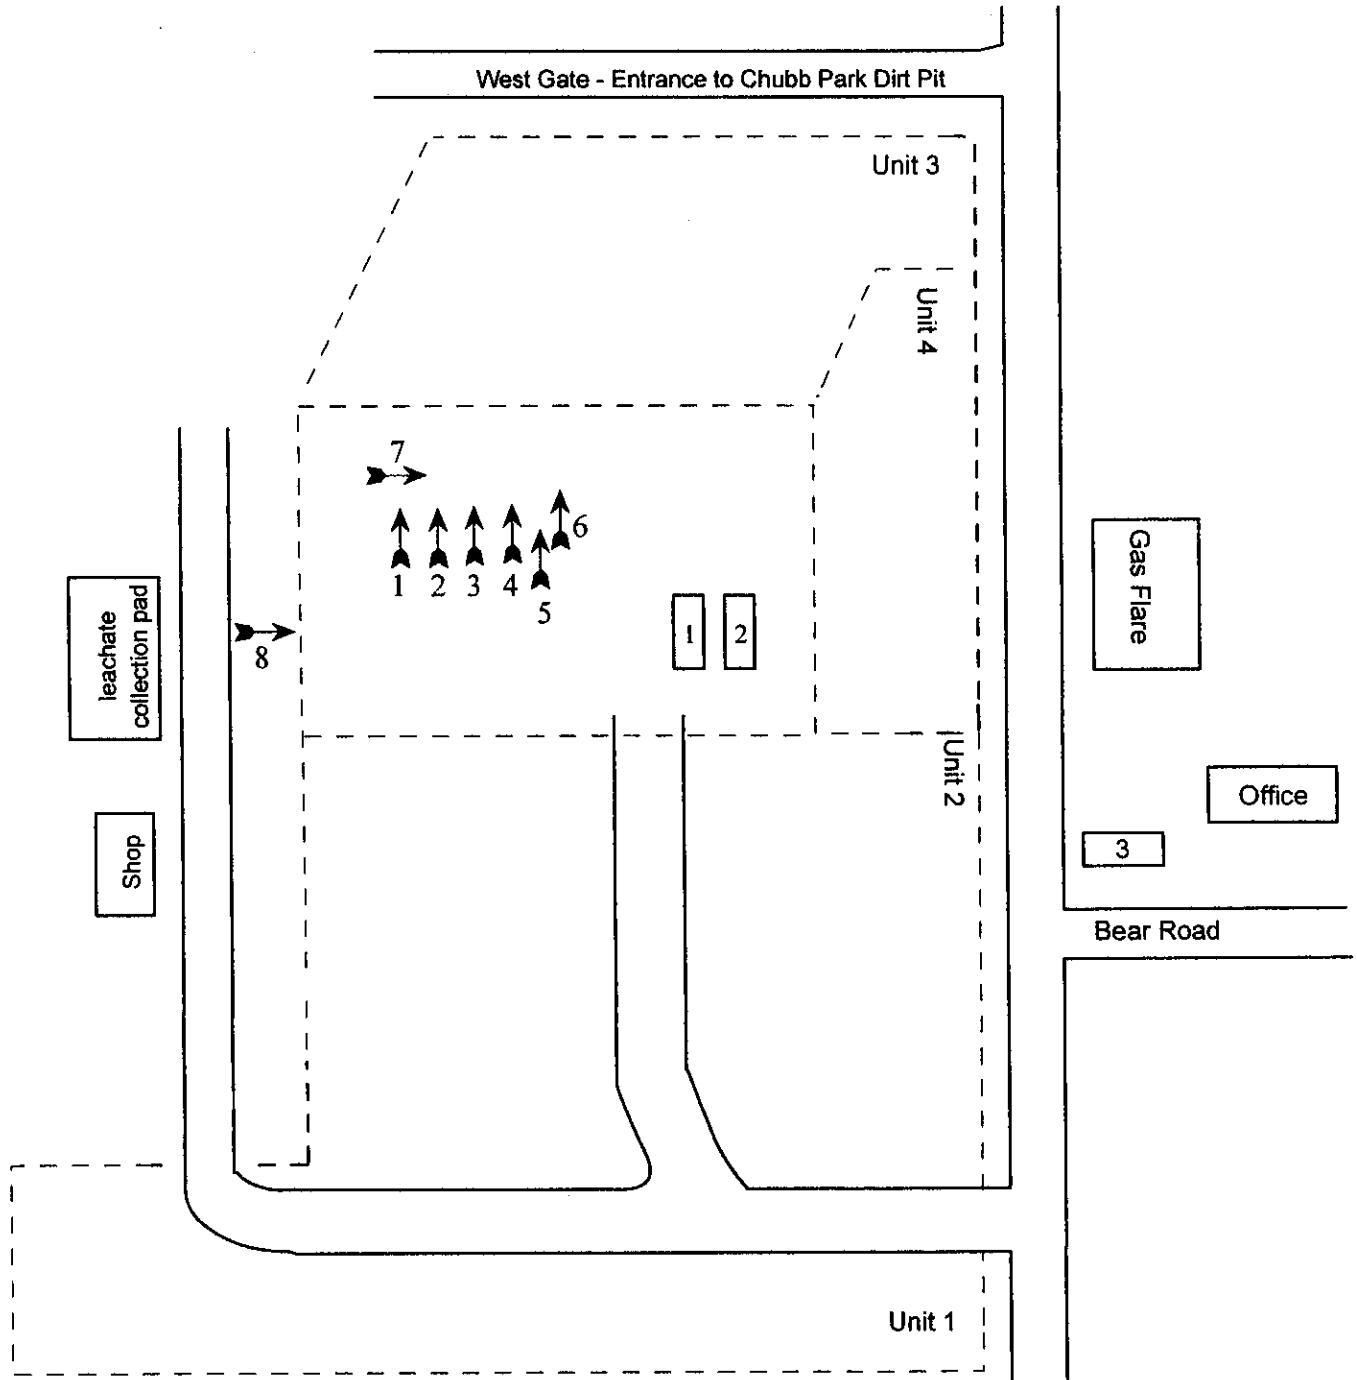 West Gate - Entrance to Chubb Park Dirt Pit
Unit 3
Unit 4
7
6
1
2
3
4
5
8
1
2
Gas Flare
leachate
collection pad
Unit 2
Office
3
Shop
Bear Road
Unit 1